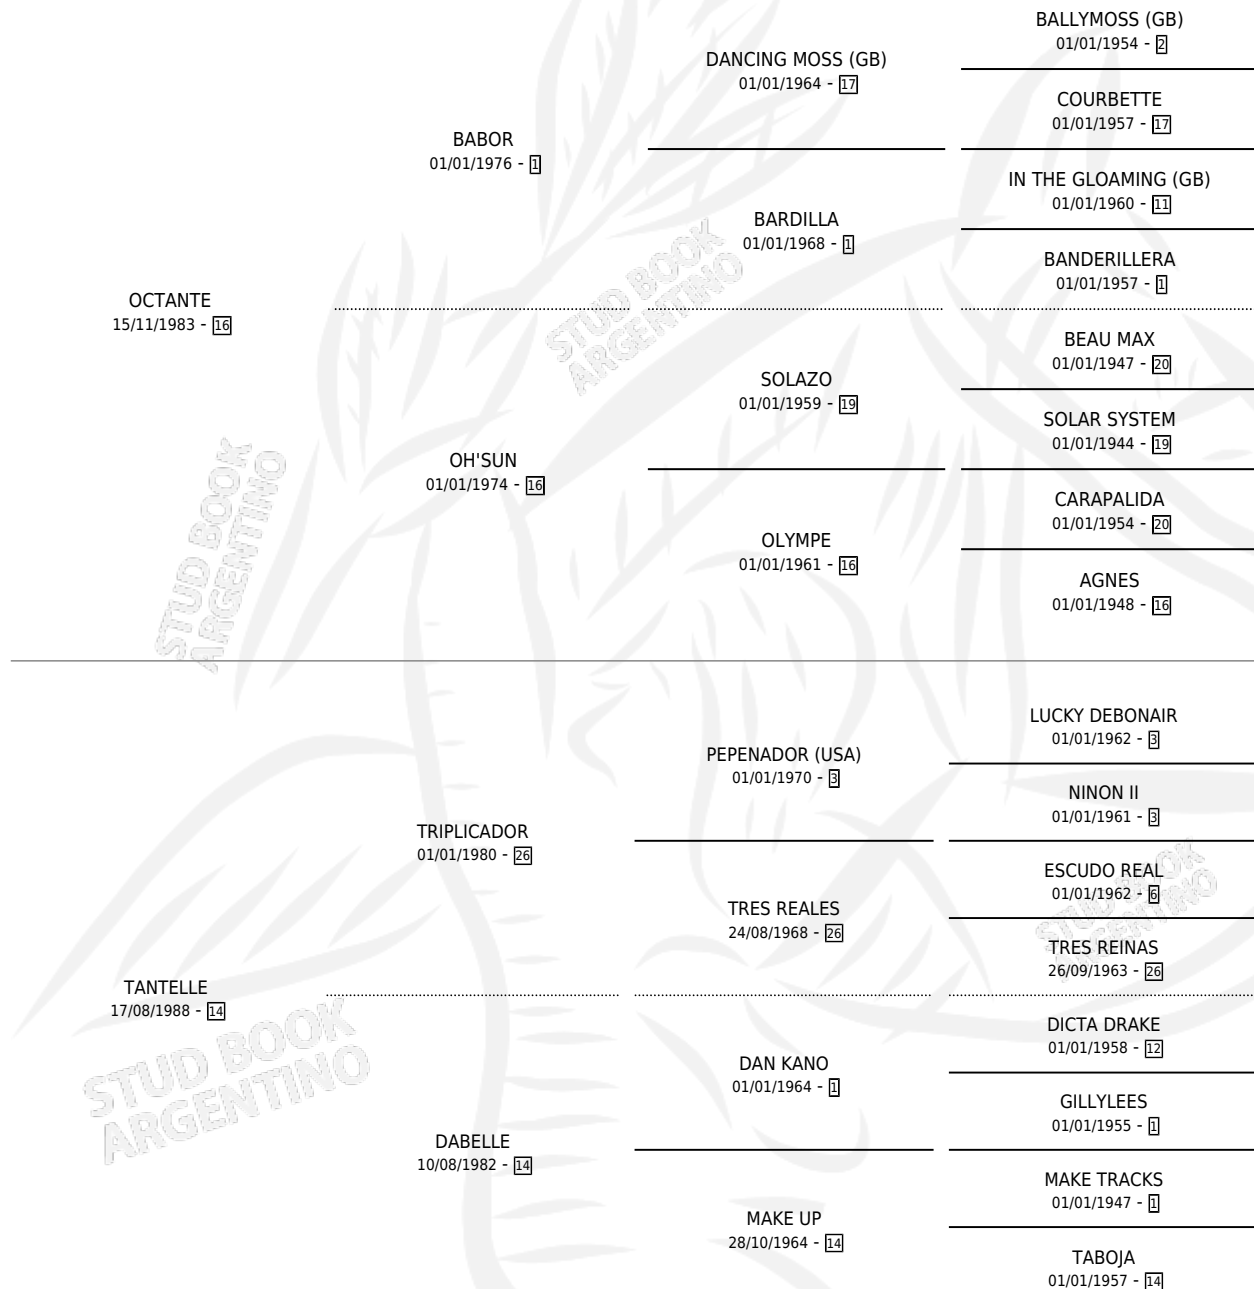 BALLYMOSS (GB)
01/01/1954 - 2
DANCING MOSS (GB)
01/01/1964 - 17
COURBETTE
01/01/1957 - 17
BABOR
01/01/1976 - 1
IN THE GLOAMING (GB)
01/01/1960 - 11
BARDILLA
01/01/1968 - 1
BANDERILLERA
01/01/1957 - 1
OCTANTE
15/11/1983 - 16
BEAU MAX
01/01/1947 - 20
SOLAZO
01/01/1959 - 19
SOLAR SYSTEM
01/01/1944 - 19
OH'SUN
01/01/1974 - 16
CARAPALIDA
01/01/1954 - 20
OLYMPE
01/01/1961 - 16
AGNES
01/01/1948 - 16
LUCKY DEBONAIR
01/01/1962 - 3
PEPENADOR (USA)
01/01/1970 - 3
NINON II
01/01/1961 - 3
TRIPLICADOR
01/01/1980 - 26
ESCUDO REAL
01/01/1962 - 6
TRES REALES
24/08/1968 - 26
TRES REINAS
26/09/1963 - 26
TANTELLE
17/08/1988 - 14
DICTA DRAKE
01/01/1958 - 12
DAN KANO
01/01/1964 - 1
GILLYLEES
01/01/1955 - 1
DABELLE
10/08/1982 - 14
MAKE TRACKS
01/01/1947 - 1
MAKE UP
28/10/1964 - 14
TABOJA
01/01/1957 - 14
STUD BOOK
ARGENTINO
STUD BOOK
ARGENTINO
STUD BOOK
ARGENTINO
STUD BOOK
ARGENTINO